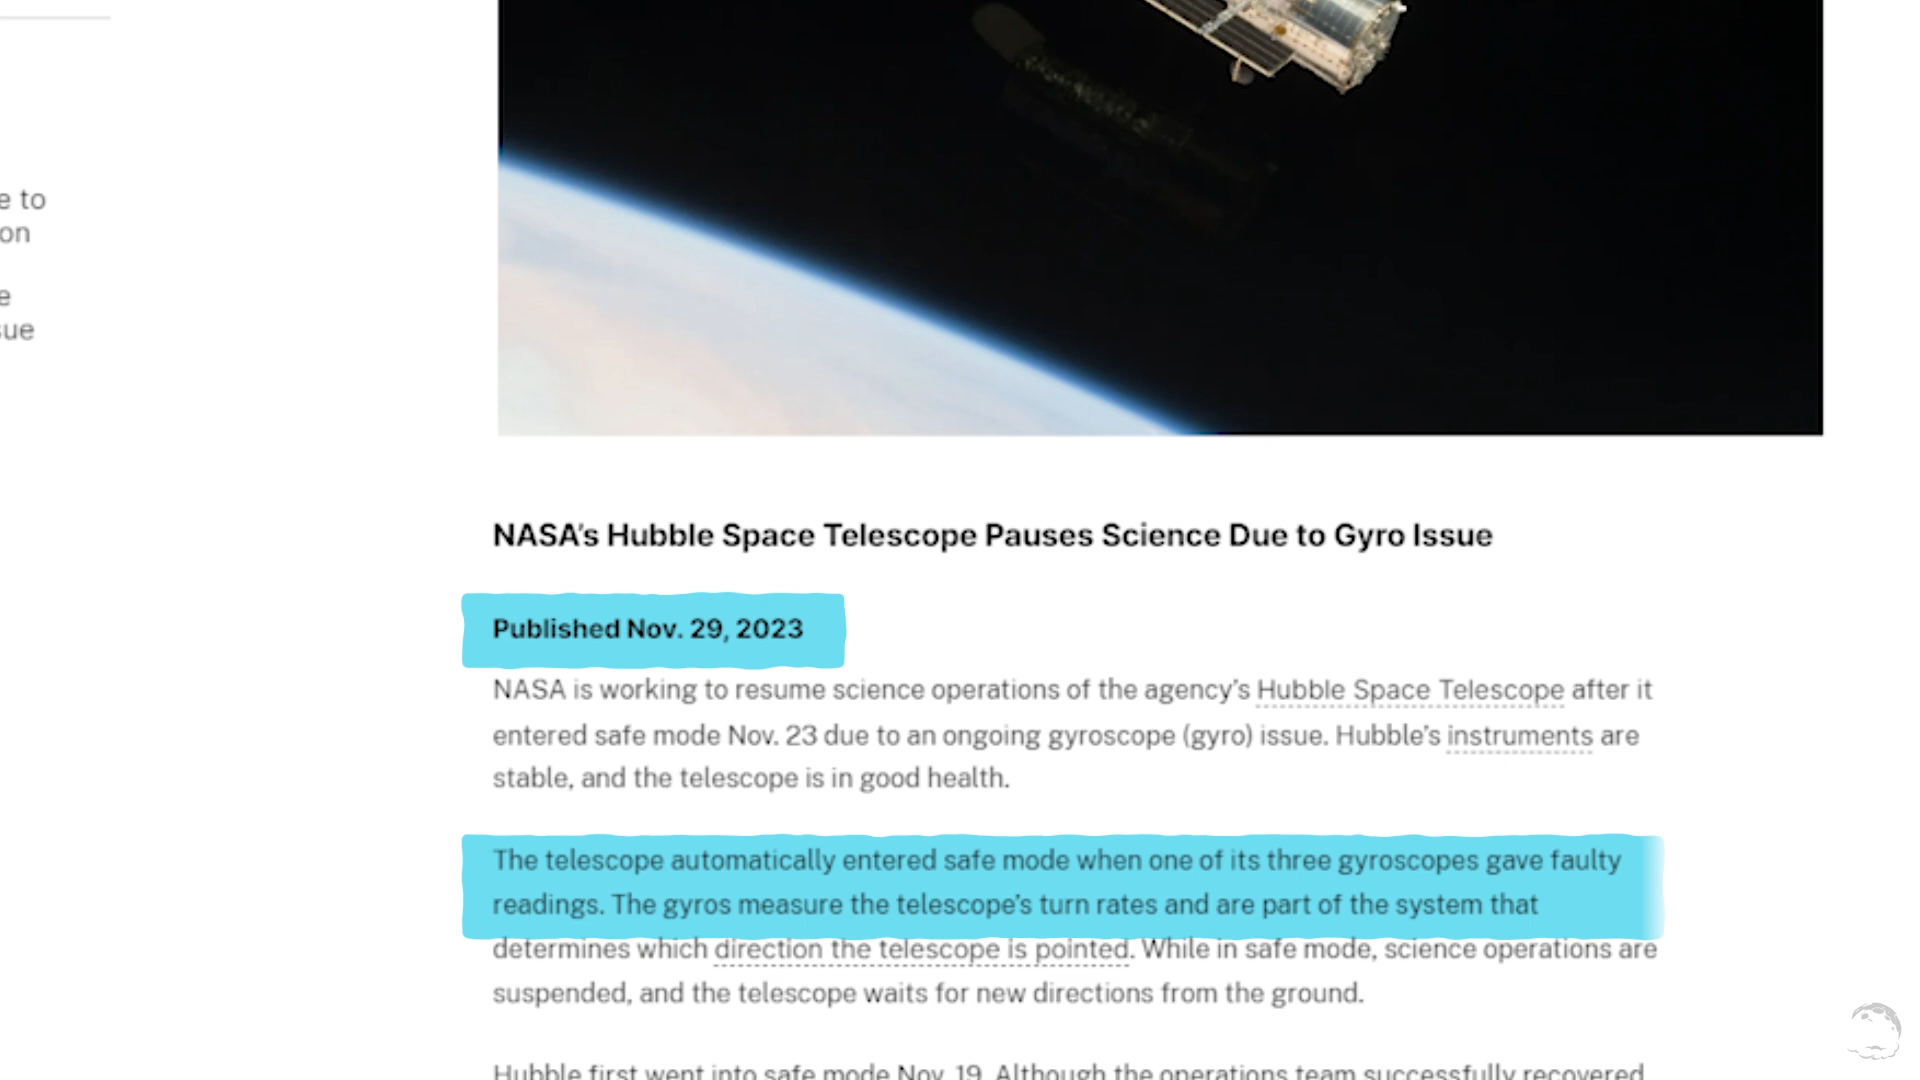 e to
on
e
sue
NASA's Hubble Space Telescope Pauses Science Due to Gyro Issue
Published Nov. 29, 2023
NASA is working to resume science operations of the agency's Hubble Space Telescope after it
entered safe mode Nov. 23 due to an ongoing gyroscope (gyro) issue. Hubble's instruments are
stable, and the telescope is in good health.
The telescope automatically entered safe mode when one of its three gyroscopes gave faulty
readings. The gyros measure the telescope's turn rates and are part of the system that
determines which direction the telescope is pointed. While in safe mode, science operations are
suspended, and the telescope waits for new directions from the ground.
Hubble first went into safe mode Nov. 19. Although the operations team successfully recovered